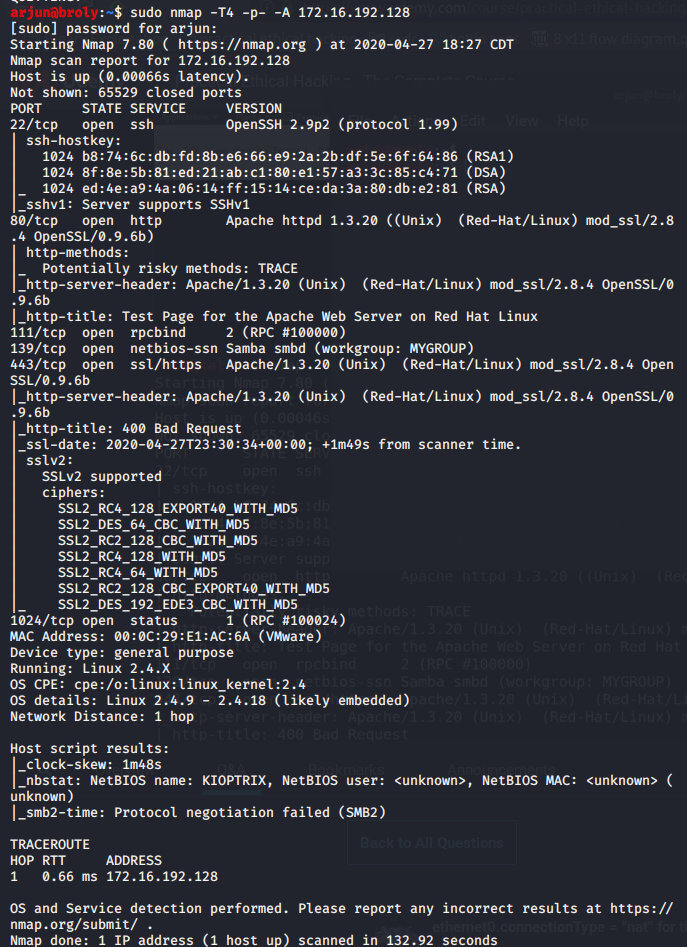 arjun@broly:~$ sudo nmap -T4 -p- -A 172.16.192.128
[sudo] password for arjun:
Starting Nmap 7.80 ( https://nmap.org ) at 2020-04-27 18:27 CDT
Nmap scan report for 172.16.192.128
Host is up (0.00066s latency).
Not shown: 65529 closed ports
PORT     STATE SERVICE     VERSION
22/tcp   open  ssh         OpenSSH 2.9p2 (protocol 1.99)
| ssh-hostkey:
|   1024 b8:74:6c:db:fd:8b:e6:66:e9:2a:2b:df:5e:6f:64:86 (RSA1)
|   1024 8f:8e:5b:81:ed:21:ab:c1:80:e1:57:a3:3c:85:c4:71 (DSA)
|_  1024 ed:4e:a9:4a:06:14:ff:15:14:ce:da:3a:80:db:e2:81 (RSA)
|_sshv1: Server supports SSHv1
80/tcp   open  http        Apache httpd 1.3.20 ((Unix)  (Red-Hat/Linux) mod_ssl/2.8
.4 OpenSSL/0.9.6b)
| http-methods:
|_  Potentially risky methods: TRACE
|_http-server-header: Apache/1.3.20 (Unix)  (Red-Hat/Linux) mod_ssl/2.8.4 OpenSSL/0
.9.6b
|_http-title: Test Page for the Apache Web Server on Red Hat Linux
111/tcp  open  rpcbind     2 (RPC #100000)
139/tcp  open  netbios-ssn Samba smbd (workgroup: MYGROUP)
443/tcp  open  ssl/https   Apache/1.3.20 (Unix)  (Red-Hat/Linux) mod_ssl/2.8.4 Open
SSL/0.9.6b
|_http-server-header: Apache/1.3.20 (Unix)  (Red-Hat/Linux) mod_ssl/2.8.4 OpenSSL/0
.9.6b
|_http-title: 400 Bad Request
|_ssl-date: 2020-04-27T23:30:34+00:00; +1m49s from scanner time.
| sslv2:
|   SSLv2 supported
|   ciphers:
|     SSL2_RC4_128_EXPORT40_WITH_MD5
|     SSL2_DES_64_CBC_WITH_MD5
|     SSL2_RC2_128_CBC_WITH_MD5
|     SSL2_RC4_128_WITH_MD5
|     SSL2_RC4_64_WITH_MD5
|     SSL2_RC2_128_CBC_EXPORT40_WITH_MD5
|_    SSL2_DES_192_EDE3_CBC_WITH_MD5
1024/tcp open  status      1 (RPC #100024)
MAC Address: 00:0C:29:E1:AC:6A (VMware)
Device type: general purpose
Running: Linux 2.4.X
OS CPE: cpe:/o:linux:linux_kernel:2.4
OS details: Linux 2.4.9 - 2.4.18 (likely embedded)
Network Distance: 1 hop

Host script results:
|_clock-skew: 1m48s
|_nbstat: NetBIOS name: KIOPTRIX, NetBIOS user: <unknown>, NetBIOS MAC: <unknown> (
unknown)
|_smb2-time: Protocol negotiation failed (SMB2)

TRACEROUTE
HOP RTT     ADDRESS
1   0.66 ms 172.16.192.128

OS and Service detection performed. Please report any incorrect results at https://
nmap.org/submit/ .
Nmap done: 1 IP address (1 host up) scanned in 132.92 seconds
Back to All Questions